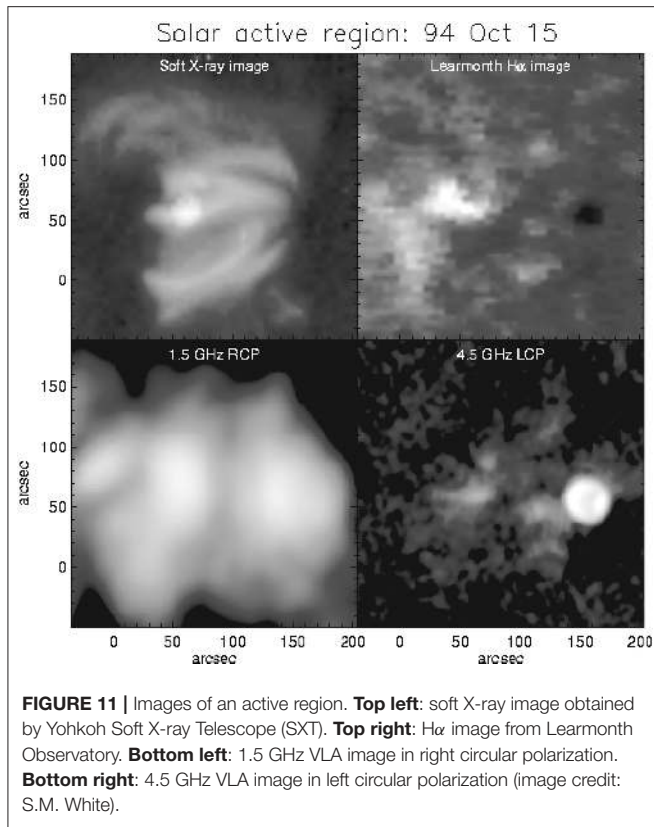 Solar active region: 94 Oct 15
Soft X-ray image
Learmonth Hα image
150
100
50
0
arcsec
1.5 GHz RCP
4.5 GHz LCP
150
100
50
0
arcsec
0 50 100 150 200
0 50 100 150 200
arcsec
arcsec
FIGURE 11 | Images of an active region. Top left: soft X-ray image obtained
by Yohkoh Soft X-ray Telescope (SXT). Top right: Hα image from Learmonth
Observatory. Bottom left: 1.5 GHz VLA image in right circular polarization.
Bottom right: 4.5 GHz VLA image in left circular polarization (image credit:
S.M. White).